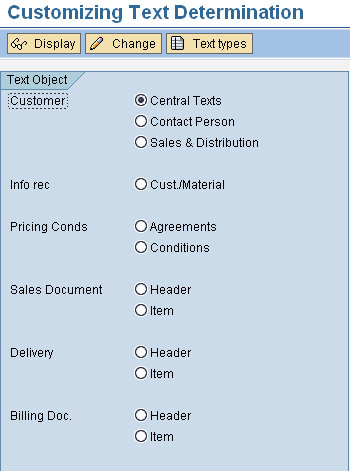 Customizing Text Determination
Display Change Text types
Text Object
Customer Central Texts
Contact Person
Sales & Distribution
Info rec Cust./Material
Pricing Conds Agreements
Conditions
Sales Document Header
Item
Delivery Header
Item
Billing Doc. Header
Item